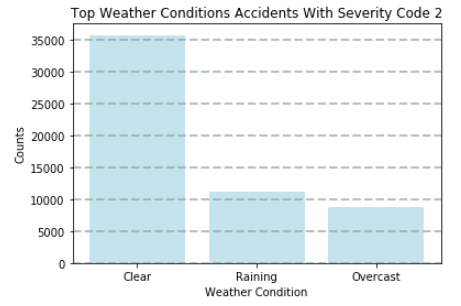 Top Weather Conditions Accidents With Severity Code 2
35000
30000
25000
20000
15000
10000
5000
0
Counts
Clear Raining Overcast
Weather Condition